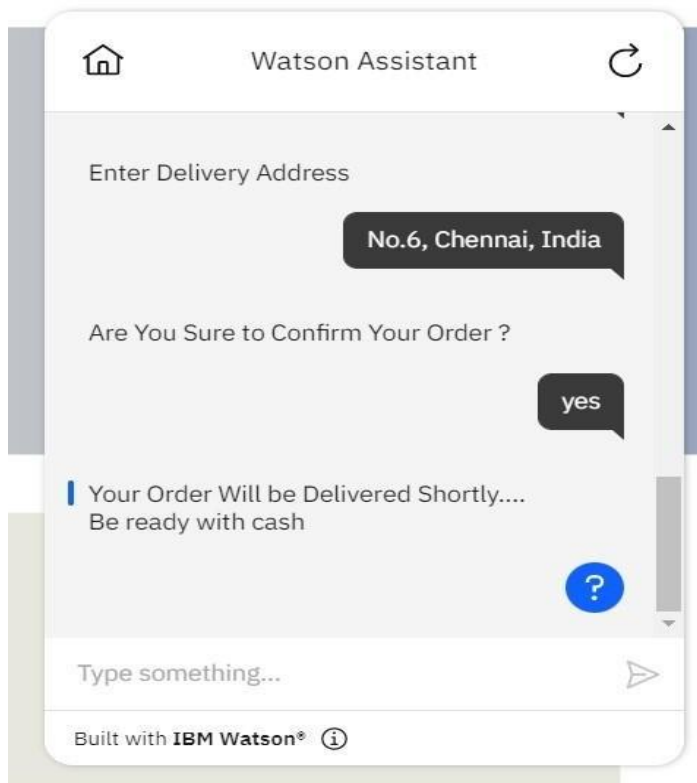 Watson Assistant
Enter Delivery Address
No.6, Chennai, India
Are You Sure to Confirm Your Order ?
yes
Your Order Will be Delivered Shortly....
Be ready with cash
?
Type something...
Built with IBM Watson®